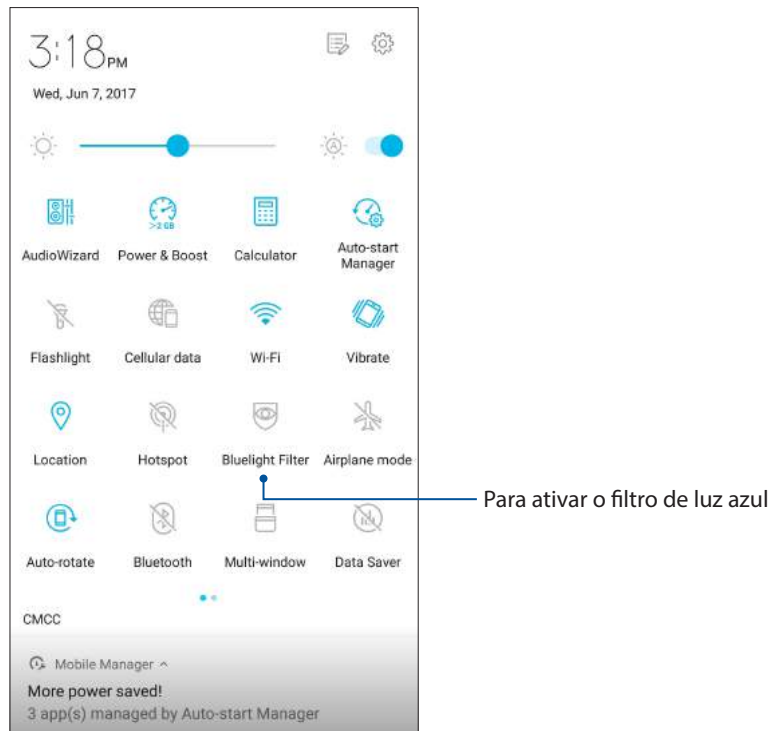 3:18PM
Wed, Jun 7, 2017
A
>2 GB
AudioWizard Power & Boost Calculator Auto-start
Manager
Flashlight Cellular data Wi-Fi Vibrate
Location Hotspot Bluelight Filter Airplane mode
Para ativar o filtro de luz azul
Auto-rotate Bluetooth Multi-window Data Saver
CMCC
Mobile Manager
More power saved!
3 app(s) managed by Auto-start Manager